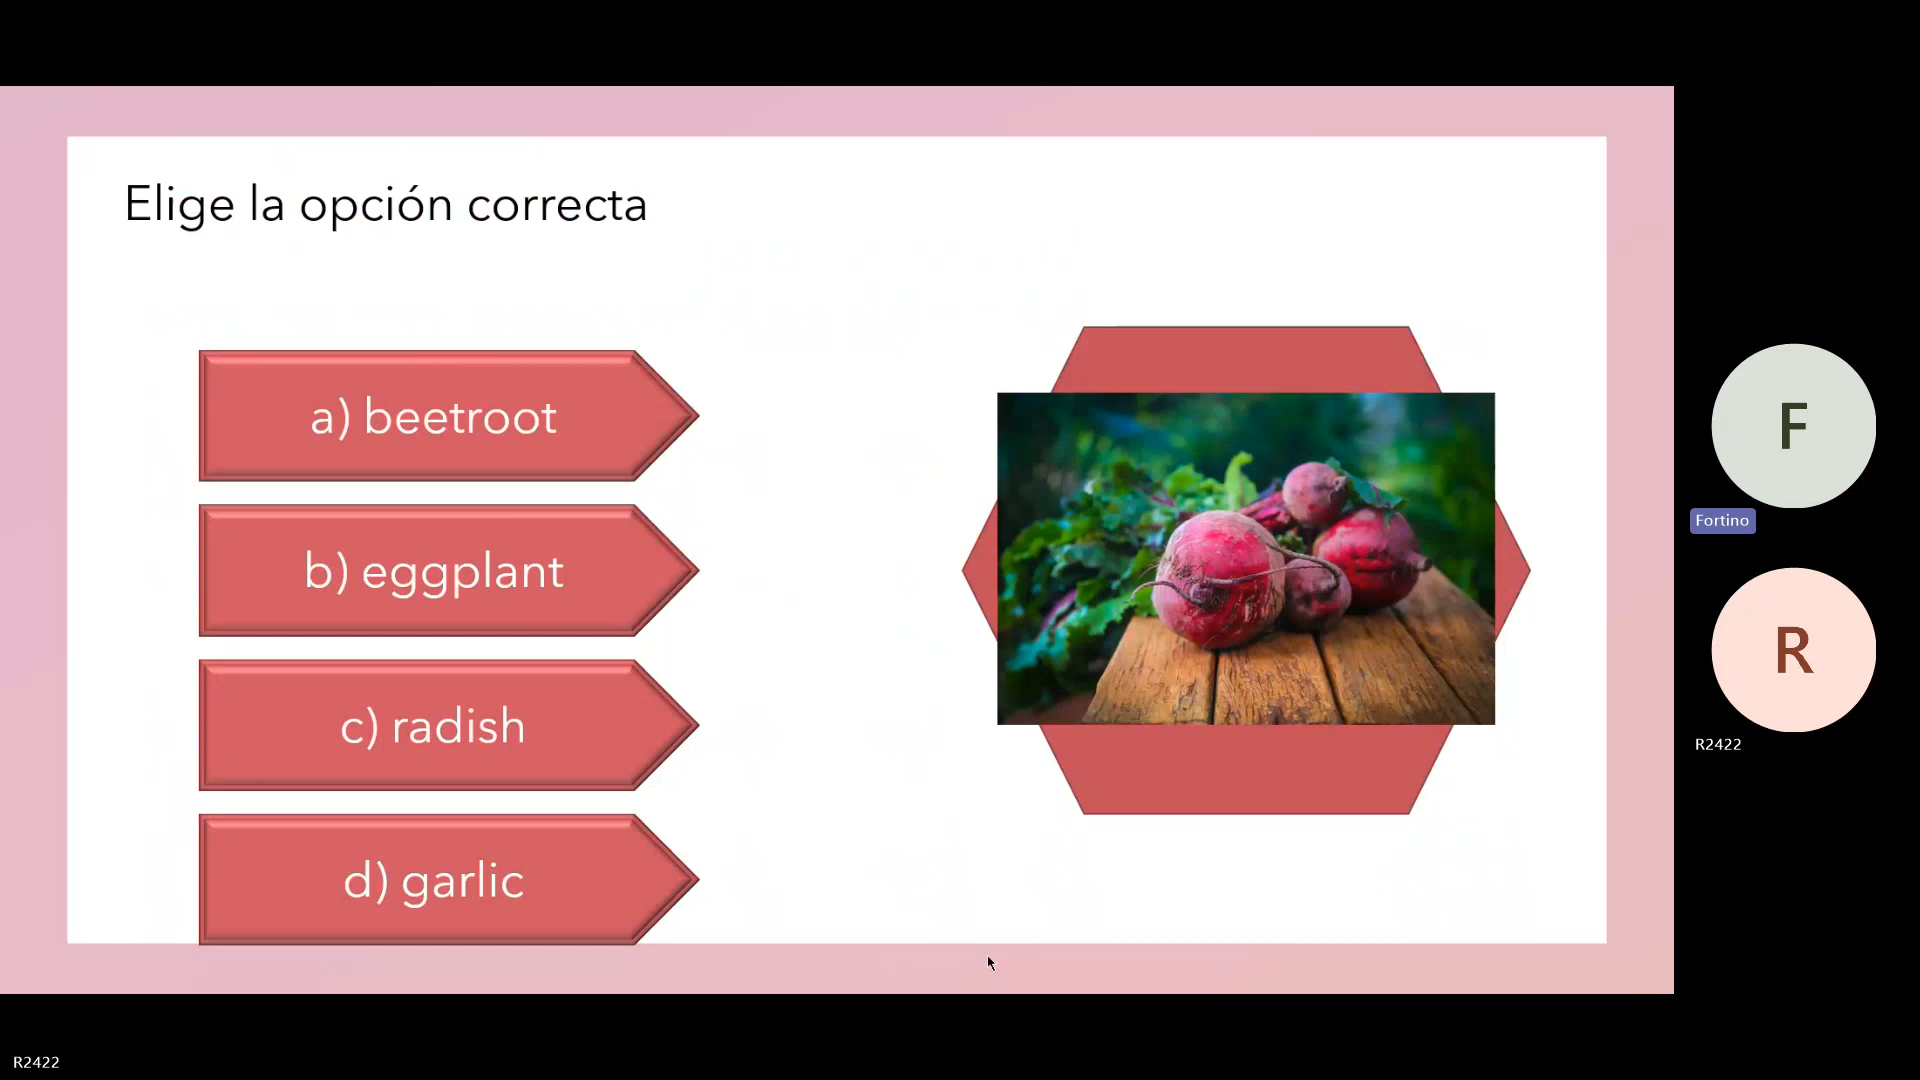 Elige la opción correcta
a) beetroot
b) eggplant
c) radish
d) garlic
F
Fortino
R
R2422
R2422